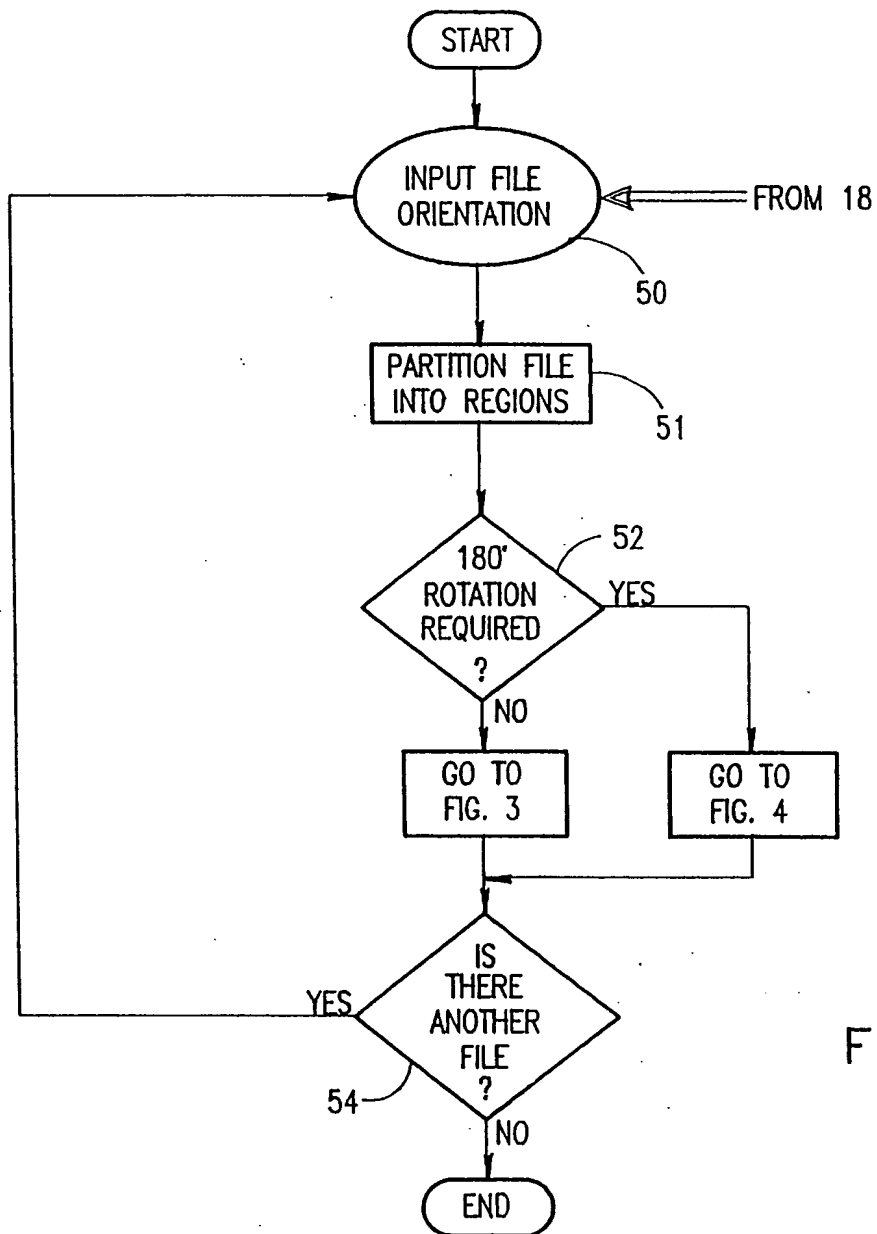 START
INPUT FILE
ORIENTATION
FROM 18
50
PARTITION FILE
INTO REGIONS
51
52
180°
ROTATION
REQUIRED
?
YES
NO
GO TO
FIG. 3
GO TO
FIG. 4
IS
THERE
ANOTHER
FILE
?
YES
54
NO
END
F